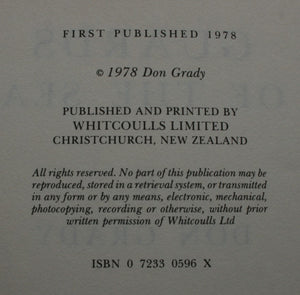 FIRST PUBLISHED 1978
© 1978 Don Grady
PUBLISHED AND PRINTED BY
WHITCOULLS LIMITED
CHRISTCHURCH, NEW ZEALAND
All rights reserved. No part of this publication may be
reproduced, stored in a retrieval system, or transmitted
in any form or by any means, electronic, mechanical,
photocopying, recording or otherwise, without prior
written permission of Whitcoulls Ltd
ISBN 0 7233 0596 X